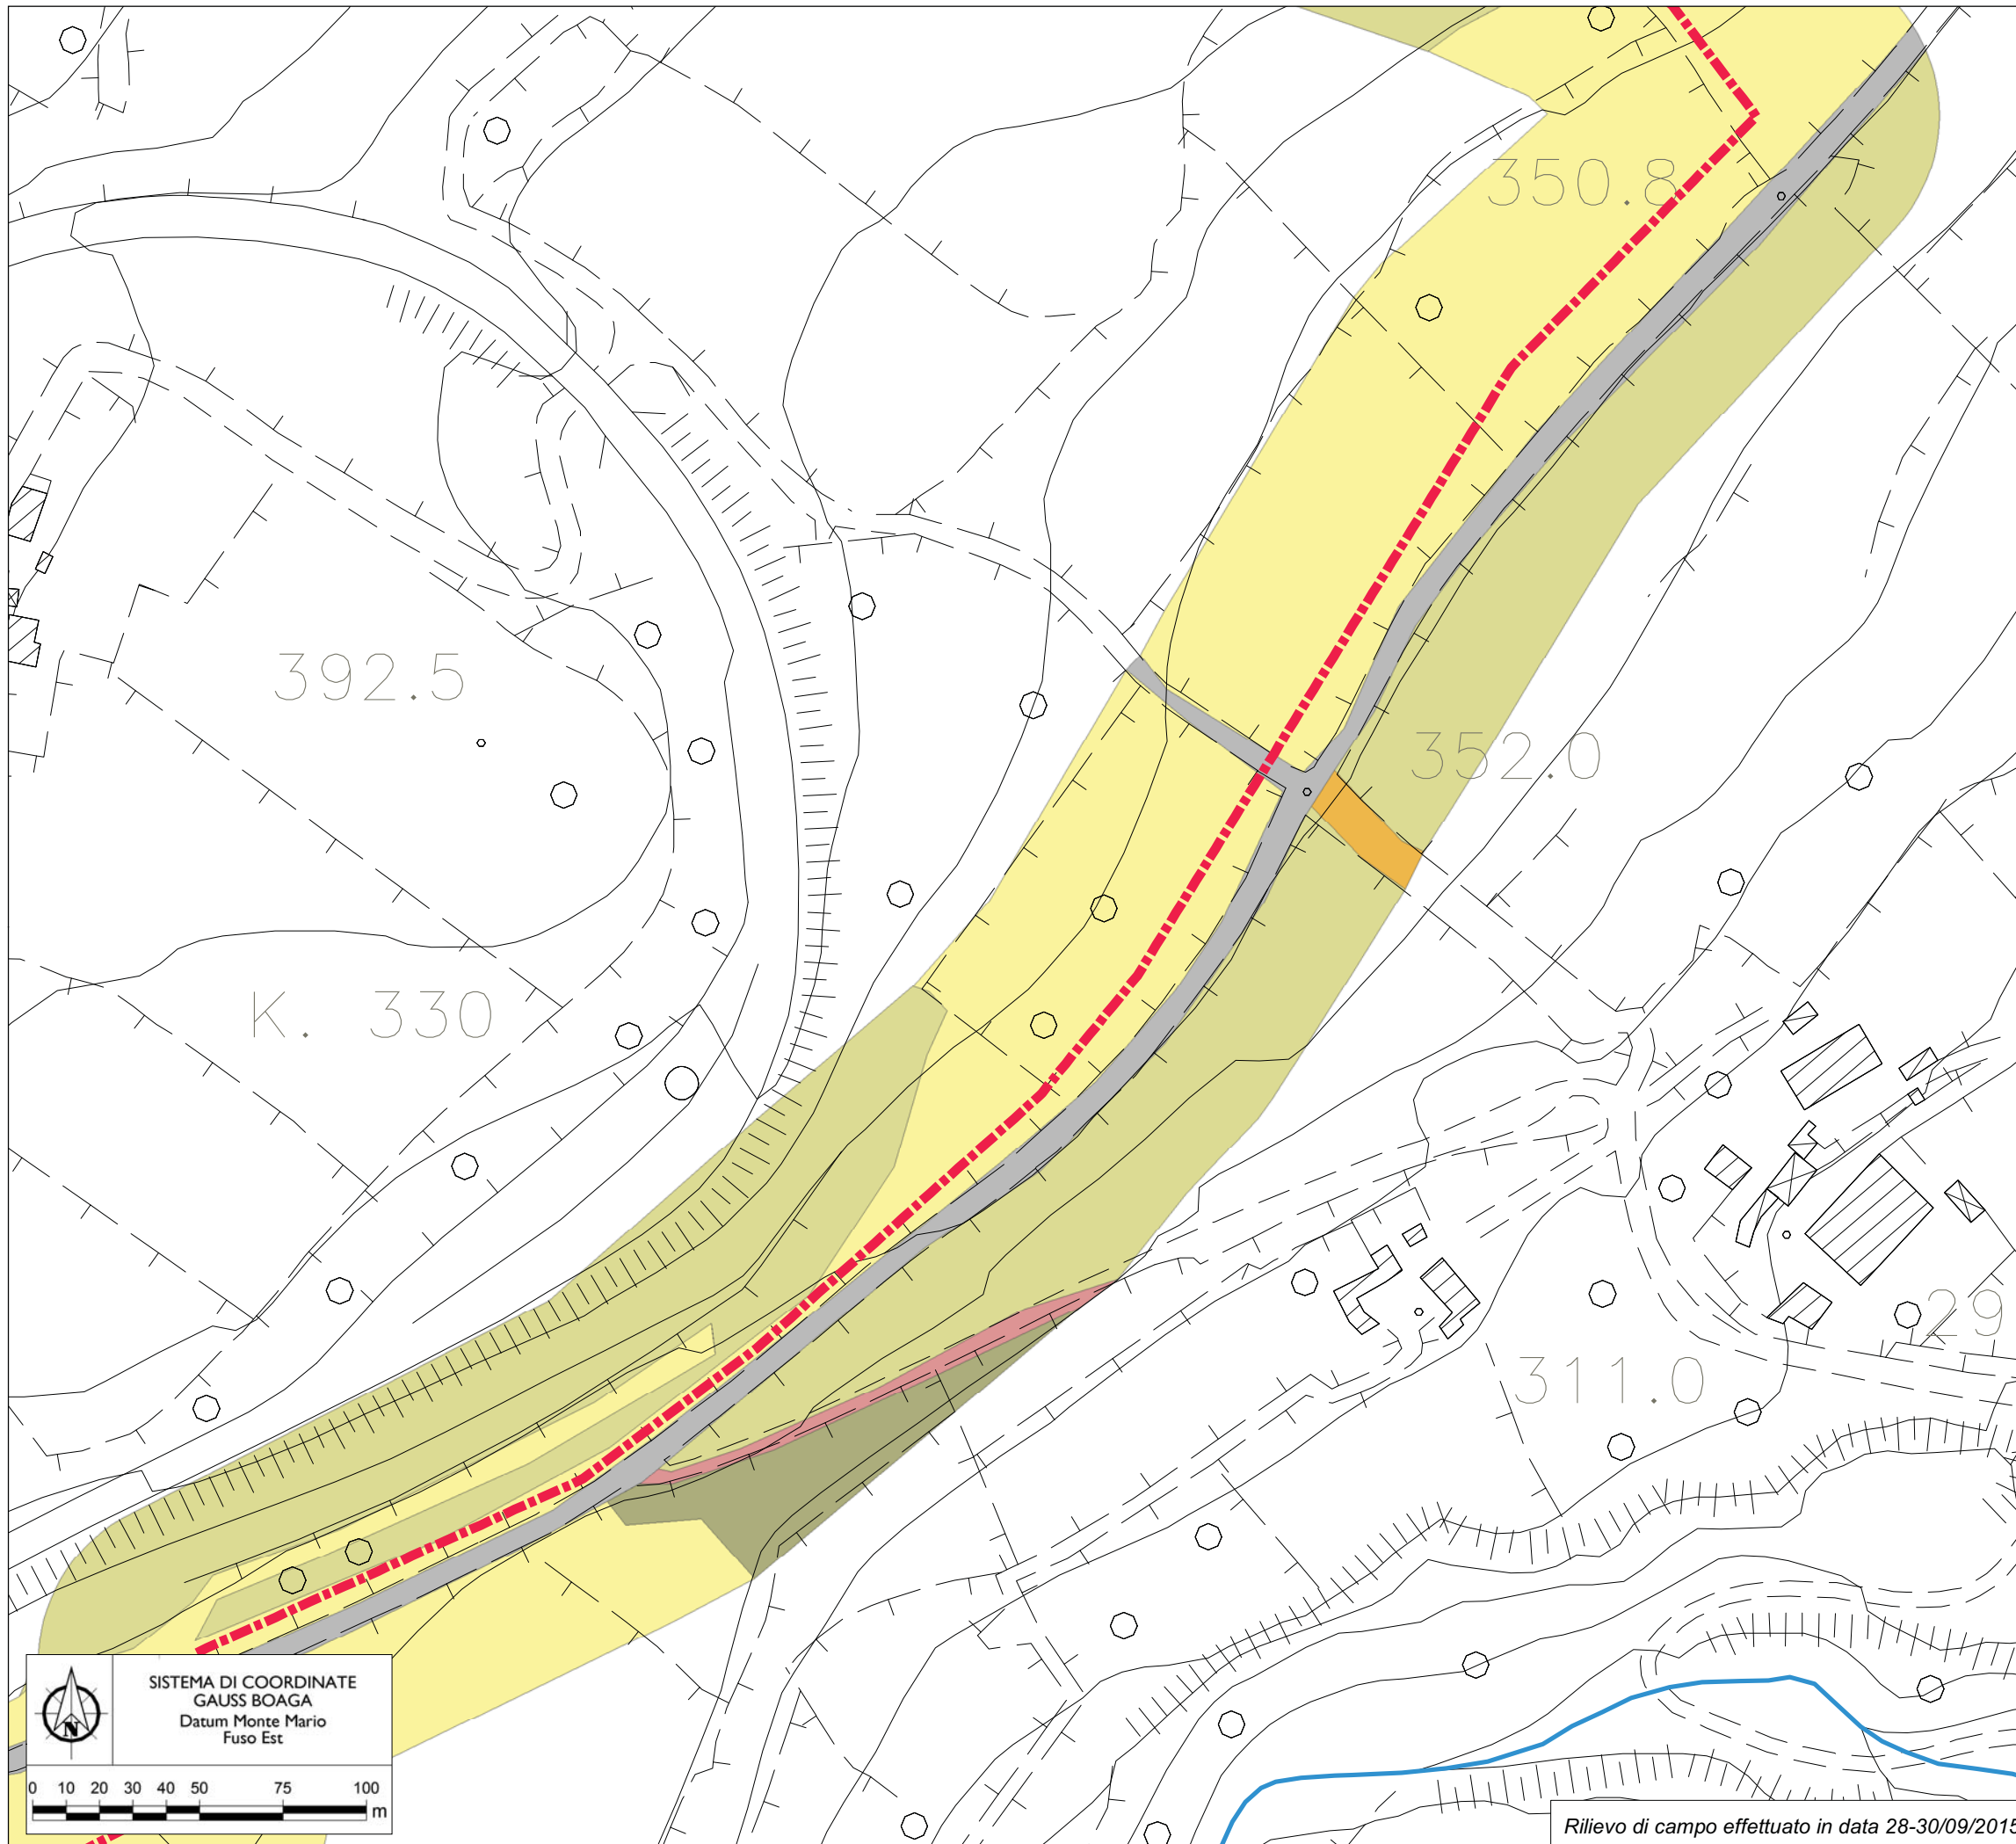 350.8
392.5
352.0
K. 330
29
311.0
SISTEMA DI COORDINATE
GAUSS BOAGA
Datum Monte Mario
Fuso Est
N
0 10 20 30 40 50 75 100
m
Rilievo di campo effettuato in data 28-30/09/2015